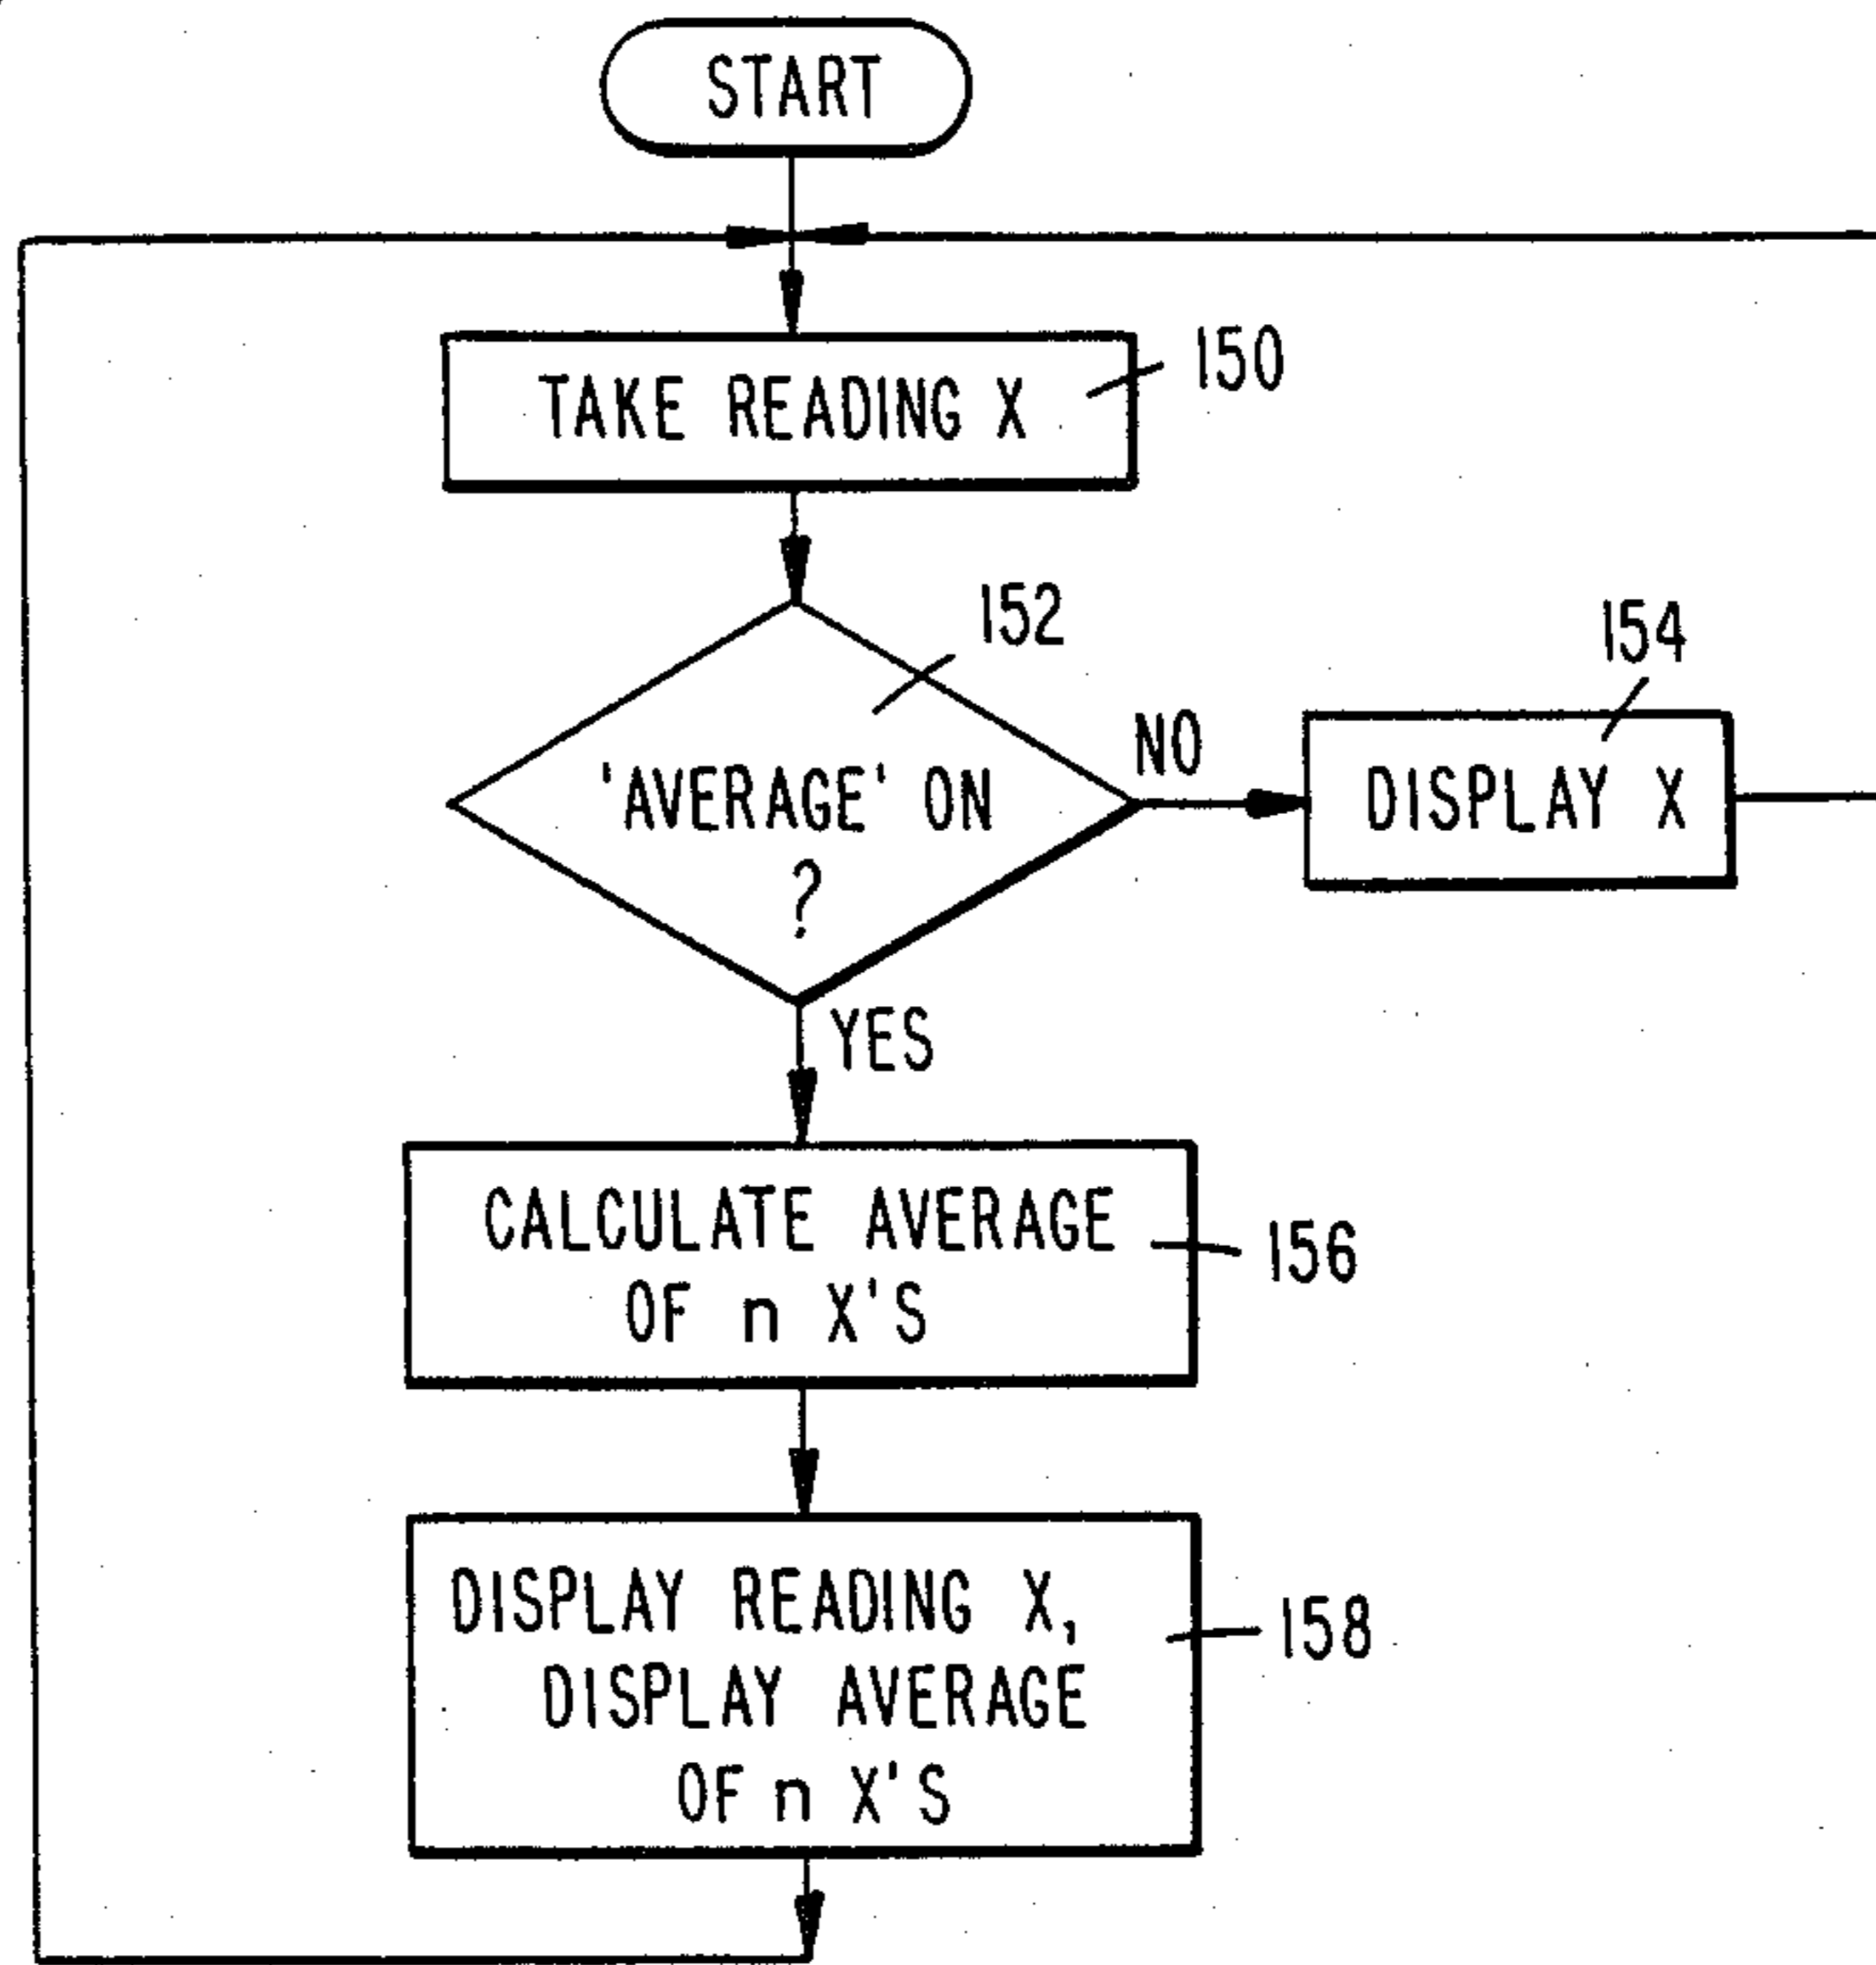 START
TAKE READING X
150
152
'AVERAGE' ON
?
NO
154
DISPLAY X
YES
CALCULATE AVERAGE
OF n X'S
156
DISPLAY READING X,
DISPLAY AVERAGE
OF n X'S
158